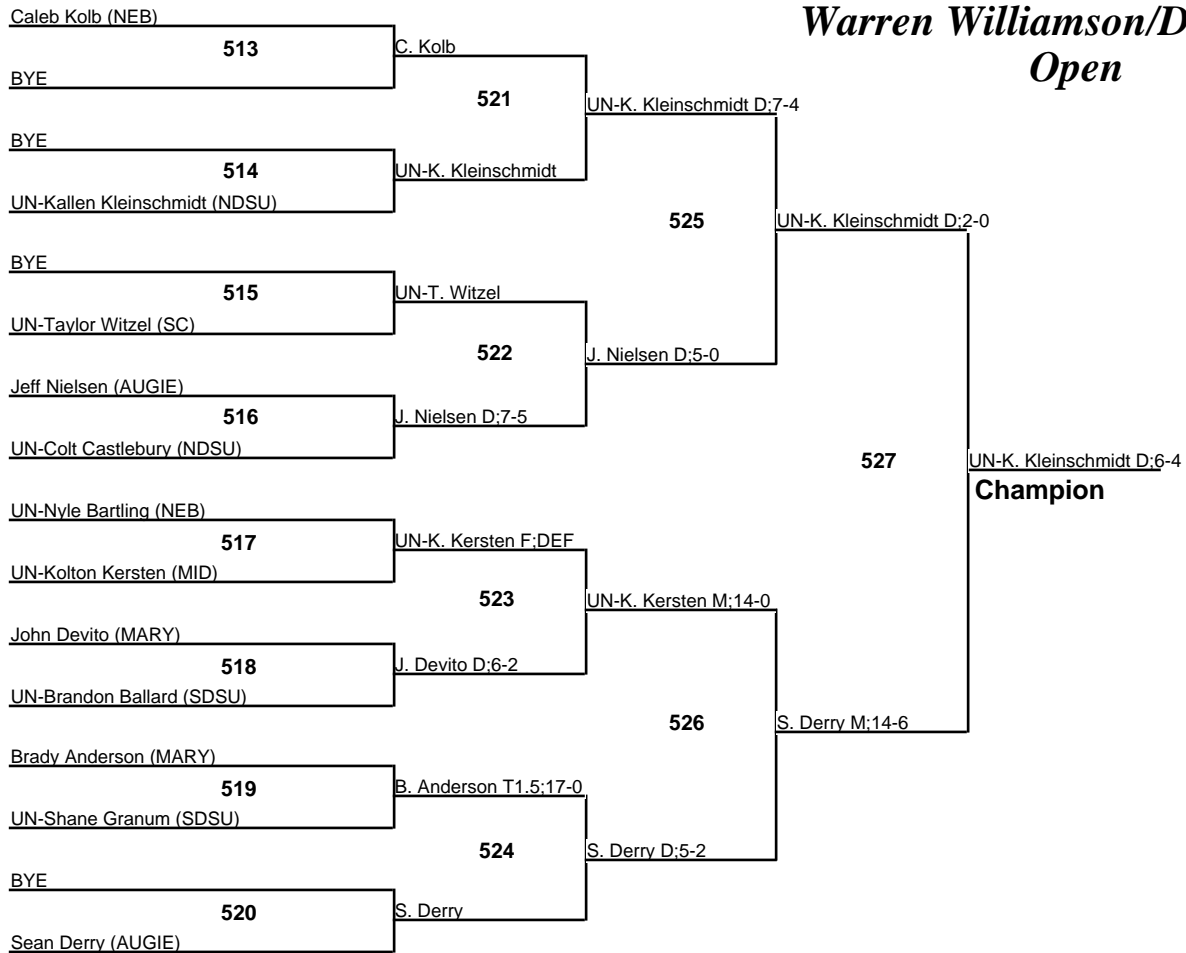 Warren Williamson/D
Open
Caleb Kolb (NEB)
513
BYE
C. Kolb
521
BYE
514
UN-Kallen Kleinschmidt (NDSU)
UN-K. Kleinschmidt
UN-K. Kleinschmidt D;7-4
525
BYE
515
UN-Taylor Witzel (SC)
UN-T. Witzel
522
Jeff Nielsen (AUGIE)
516
UN-Colt Castlebury (NDSU)
J. Nielsen D;7-5
J. Nielsen D;5-0
UN-K. Kleinschmidt D;2-0
527
UN-K. Kleinschmidt D;6-4
Champion
UN-Nyle Bartling (NEB)
517
UN-Kolton Kersten (MID)
UN-K. Kersten F;DEF
523
John Devito (MARY)
518
UN-Brandon Ballard (SDSU)
J. Devito D;6-2
UN-K. Kersten M;14-0
526
S. Derry M;14-6
Brady Anderson (MARY)
519
UN-Shane Granum (SDSU)
B. Anderson T1.5;17-0
524
S. Derry D;5-2
BYE
520
Sean Derry (AUGIE)
S. Derry